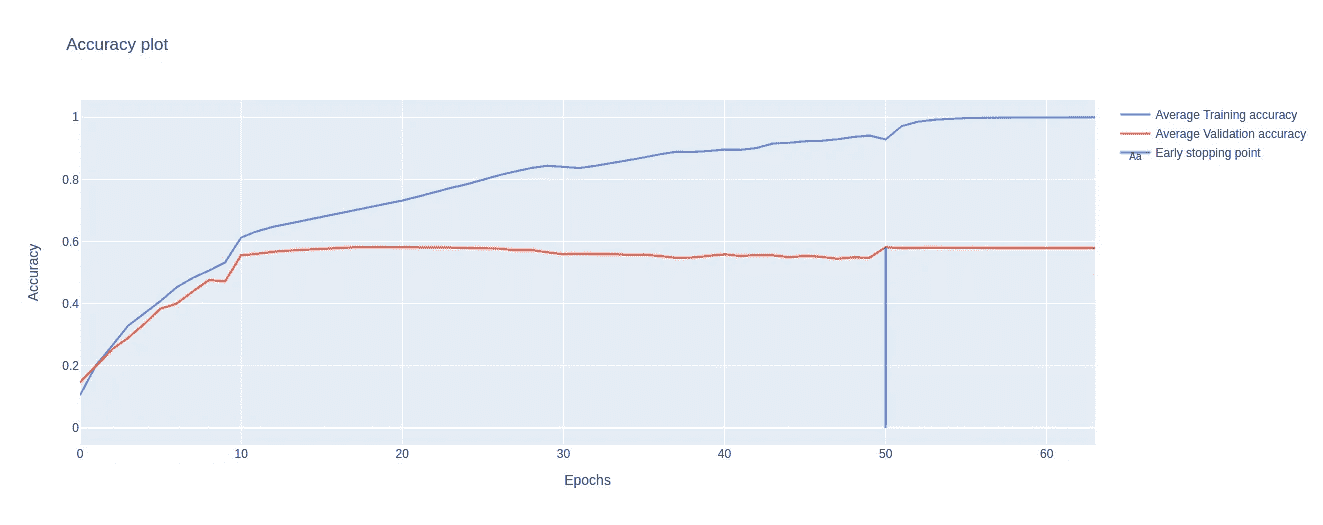 Accuracy plot
1
0.8
0.6
0.4
0.2
0
Accuracy
0 10 20 30 40 50 60
Epochs
Average Training accuracy
Average Validation accuracy
Aa Early stopping point